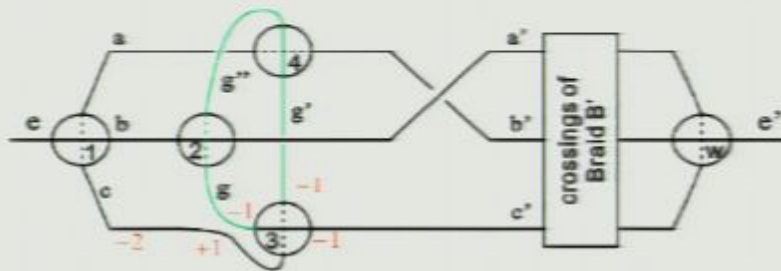 a
4
a'
g''
g'
e
1
b
2
b'
crossings of
Braid B'
w
e'
c
g
-1
-1
c'
-2
+1
3
-1